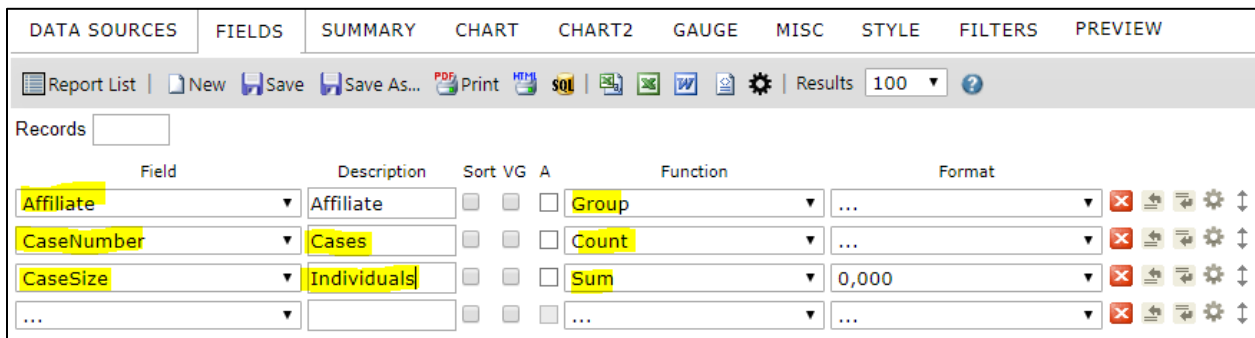 DATA SOURCES FIELDS SUMMARY CHART CHART2 GAUGE MISC STYLE FILTERS PREVIEW
Report List | New Save Save As... PDF Print HTML SQL | Results 100
Records
Field Description Sort VG A Function Format
Affiliate Affiliate Group ...
CaseNumber Cases Count ...
CaseSize Individuals Sum 0,000
... ... ...